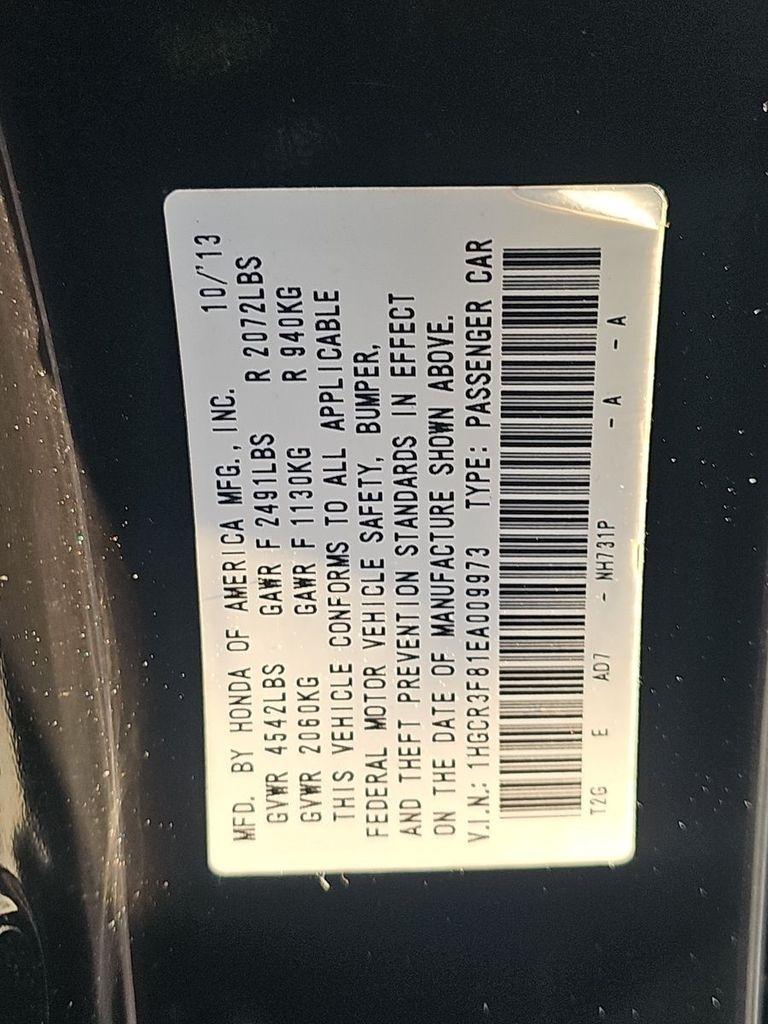 MFD. BY HONDA OF AMERICA MFG., INC. 10/'13
GVWR 4542LBS GAWR F 2491LBS R 2072LBS
GVWR 2060KG GAWR F 1130KG R 940KG
THIS VEHICLE CONFORMS TO ALL APPLICABLE
FEDERAL MOTOR VEHICLE SAFETY, BUMPER,
AND THEFT PREVENTION STANDARDS IN EFFECT
ON THE DATE OF MANUFACTURE SHOWN ABOVE.
V.I.N.: 1HGCR3F81EA009973 TYPE: PASSENGER CAR
T2G E AD7 - NH731P - A - A